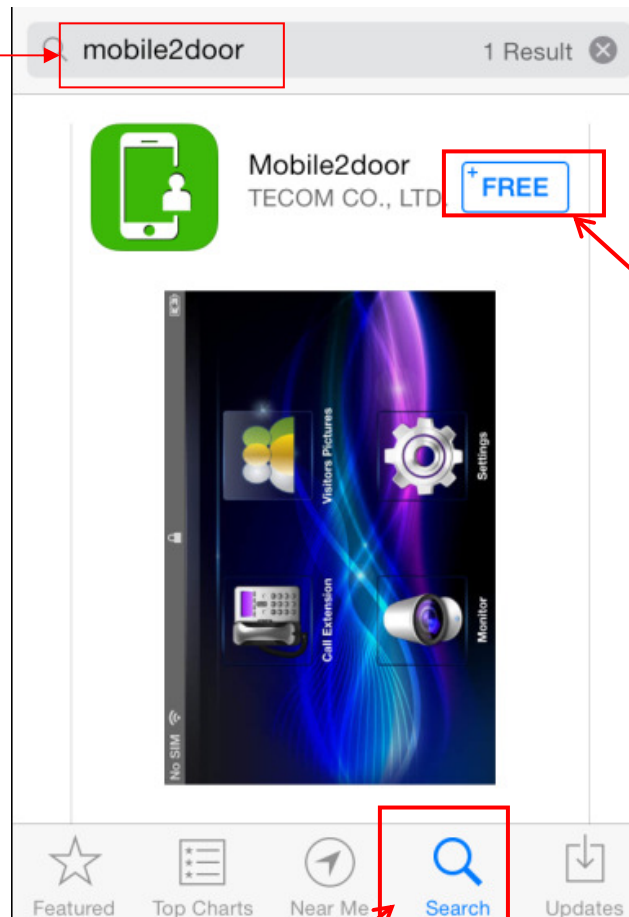 mobile2door 1 Result
Mobile2door
TECOM CO., LTD.
+ FREE
No SIM
Visitors Pictures
Settings
Call Extension
Monitor
Featured Top Charts Near Me Search Updates